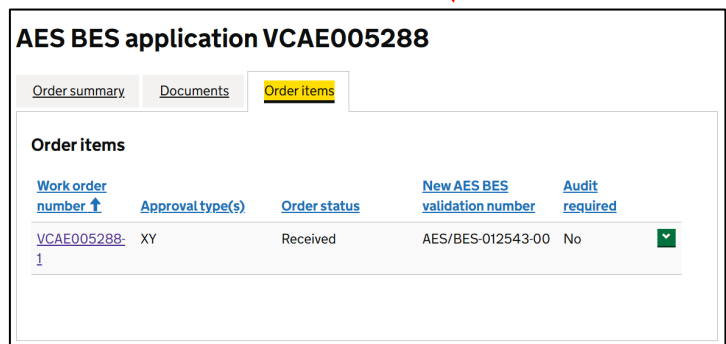 AES BES application VCAE005288
Order summary Documents Order items
Order items
Work order number ↑ Approval type(s) Order status New AES BES validation number Audit required
VCAE005288-1 XY Received AES/BES-012543-00 No